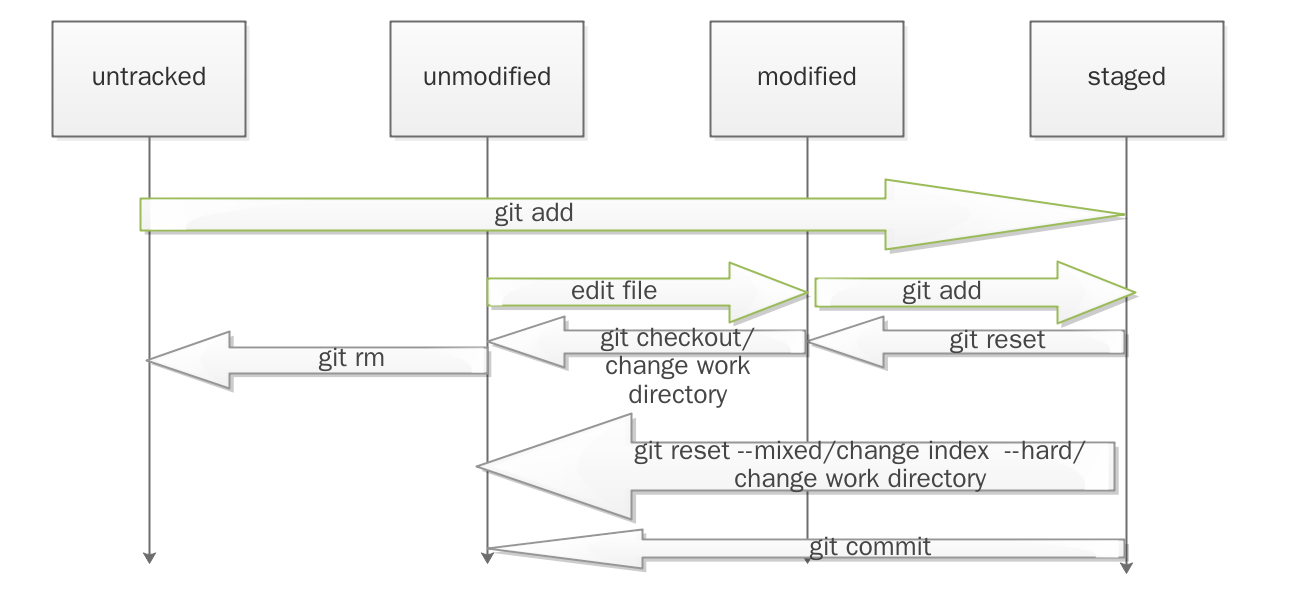 untracked
unmodified
modified
staged
git add
edit file
git add
git checkout/
change work
directory
git reset
git rm
git reset --mixed/change index  --hard/
change work directory
git commit